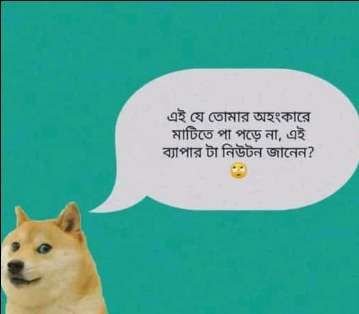 এই যে তোমার অহংকারে
মাটিতে পা পড়ে না, এই
ব্যাপার টা নিউটন জানেন?
🙄